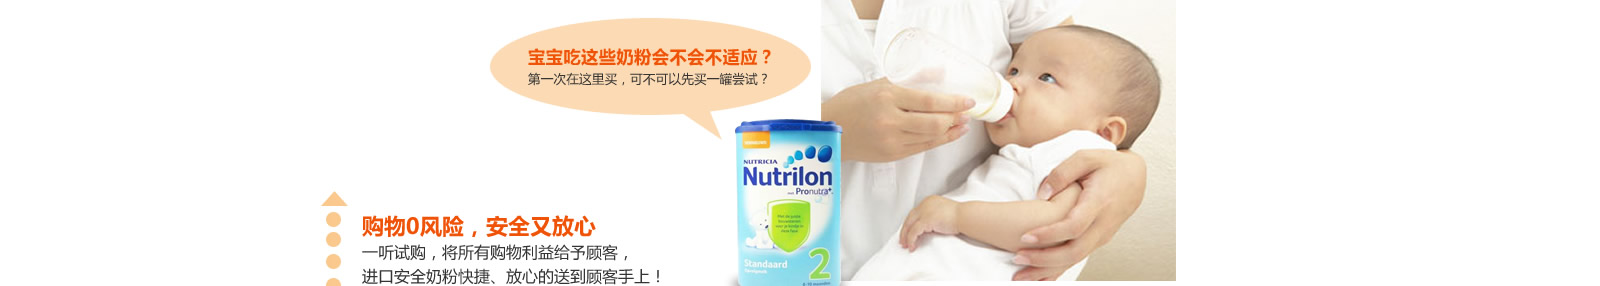 宝宝吃这些奶粉会不会不适应？
第一次在这里买，可不可以先买一罐尝试？
NUTRICIA
Nutrilon
Pronutra+
Standaard
2
购物0风险，安全又放心
一听试购，将所有购物利益给予顾客，
进口安全奶粉快捷、放心的送到顾客手上！